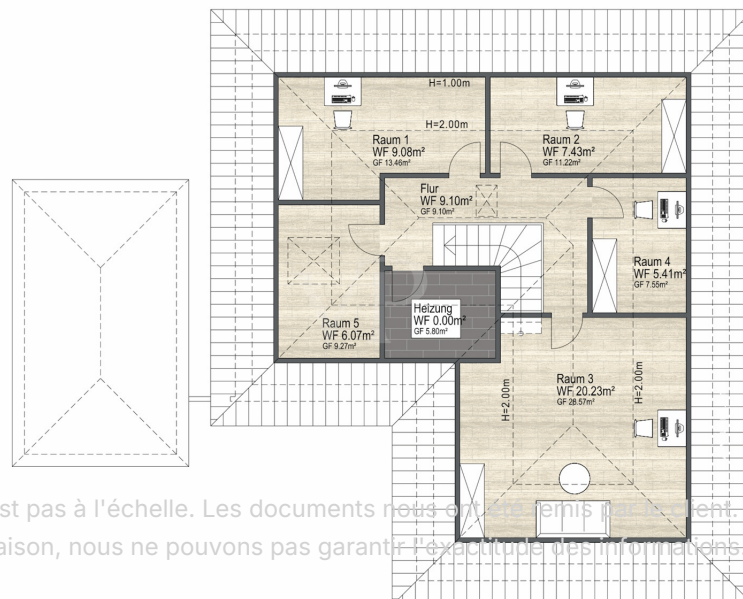 H=1.00m
H=2.00m
Raum 1
WF 9.08m²
GF 13.46m²
Raum 2
WF 7.43m²
GF 11.22m²
Flur
WF 9.10m²
GF 9.10m²
Raum 4
WF 5.41m²
GF 7.55m²
Heizung
WF 0.00m²
GF 5.80m²
Raum 5
WF 6.07m²
GF 9.27m²
Raum 3
WF 20.23m²
GF 28.57m²
H=2.00m
H=2.00m
st pas à l'échelle. Les documents nous ont été remis par le client.
aison, nous ne pouvons pas garantir l'exactitude des informations